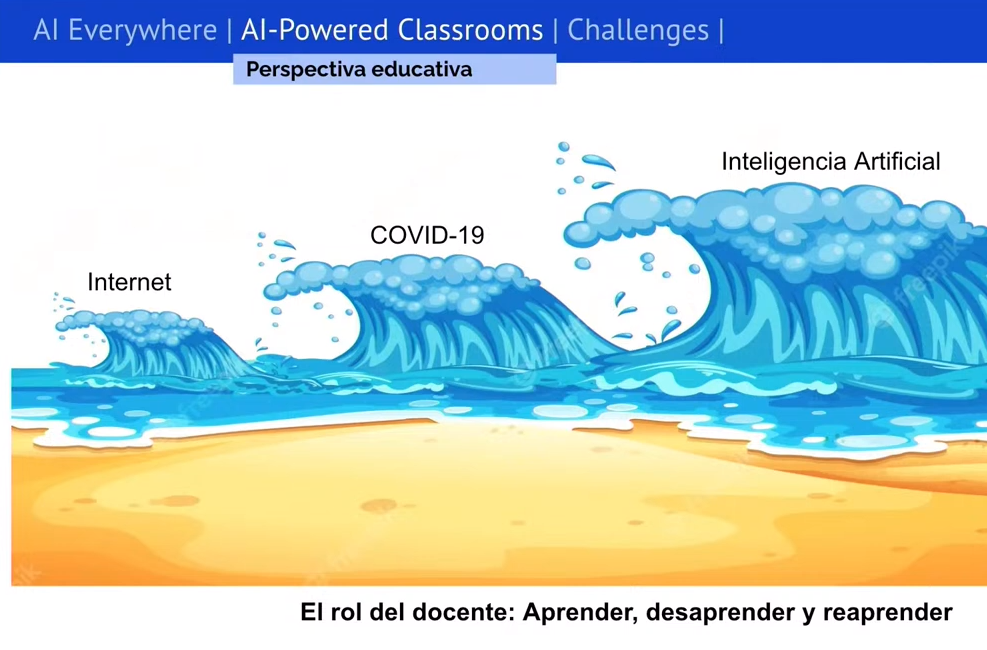 AI Everywhere | AI-Powered Classrooms | Challenges |
Perspectiva educativa
Inteligencia Artificial
COVID-19
Internet
El rol del docente: Aprender, desaprender y reaprender